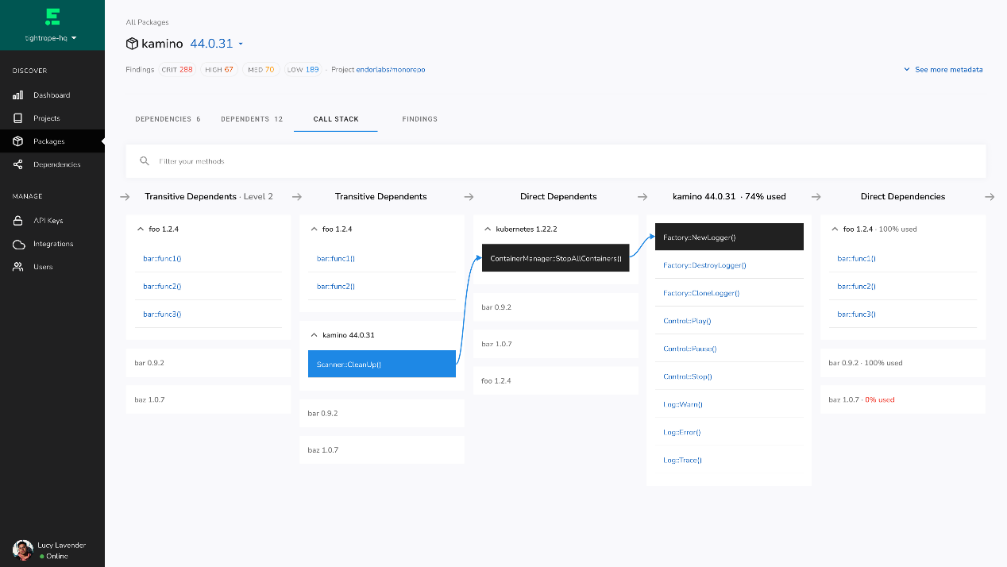 tightrope-hq
DISCOVER
Dashboard
Projects
Packages
Dependencies
MANAGE
API Keys
Integrations
Users
Lucy Lavender
Online
All Packages
kamino 44.0.31
Findings CRIT 288 HIGH 67 MED 70 LOW 189 · Project endorlabs/monorepo
See more metadata
DEPENDENCIES 6 DEPENDENTS 12 CALL STACK FINDINGS
Filter your methods
Transitive Dependents · Level 2
foo 1.2.4
bar::func1()
bar::func2()
bar::func3()
bar 0.9.2
baz 1.0.7
Transitive Dependents
foo 1.2.4
bar::func1()
bar::func2()
kamino 44.0.31
Scanner::CleanUp()
bar 0.9.2
baz 1.0.7
Direct Dependents
kubernetes 1.22.2
ContainerManager::StopAllContainers()
bar 0.9.2
baz 1.0.7
foo 1.2.4
kamino 44.0.31 · 74% used
Factory::NewLogger()
Factory::DestroyLogger()
Factory::CloneLogger()
Control::Play()
Control::Pause()
Control::Stop()
Log::Warn()
Log::Error()
Log::Trace()
Direct Dependencies
foo 1.2.4 · 100% used
bar::func1()
bar::func2()
bar::func3()
bar 0.9.2 · 100% used
baz 1.0.7 · 0% used